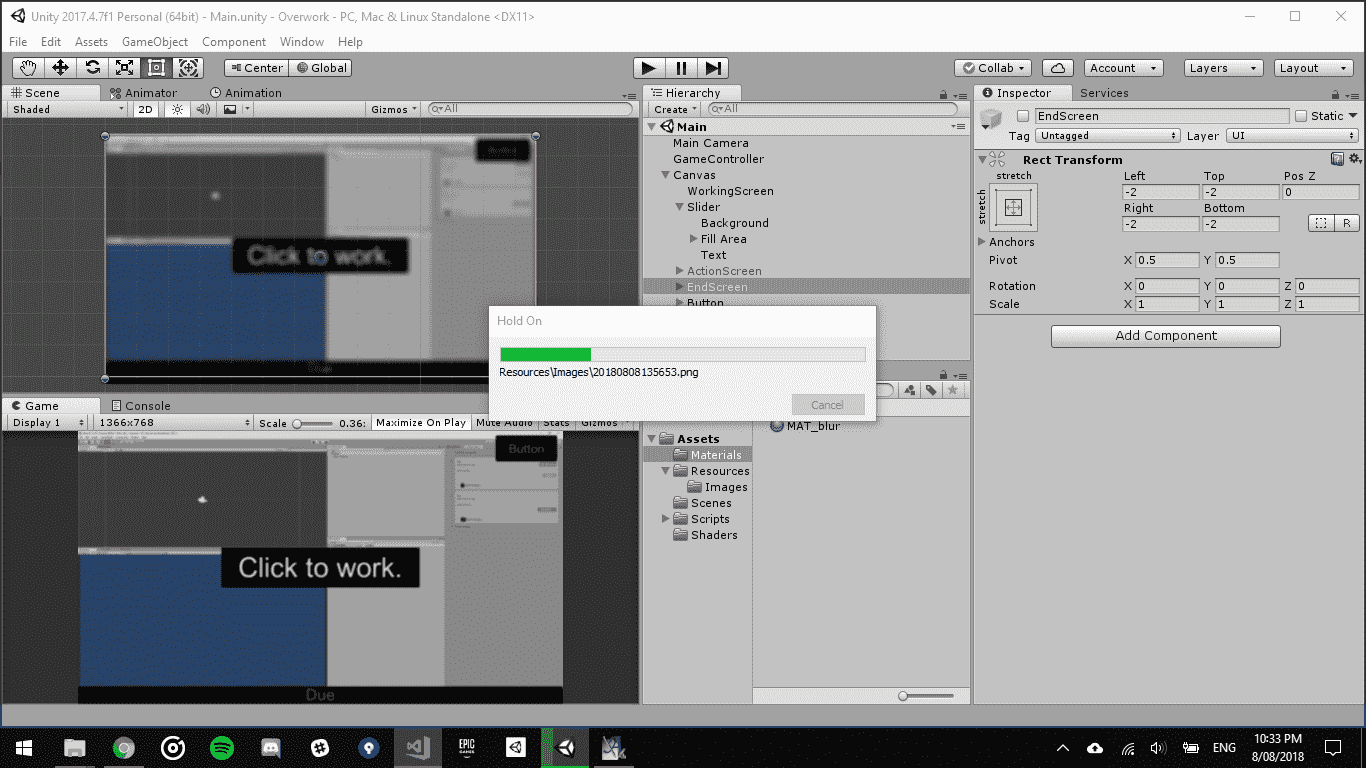 Unity 2017.4.7f1 Personal (64bit) - Main.unity - Overwork - PC, Mac & Linux Standalone <DX11>
File Edit Assets GameObject Component Window Help
Center Global
Collab
Account
Layers
Layout
Scene Animator Animation
Shaded 2D Gizmos All
Click to work.
Game Console
Display 1 1366x768 Scale 0.36: Maximize On Play Mute Audio Stats Gizmos
Button
Click to work.
Due
Hierarchy
Create All
Main
Main Camera
GameController
Canvas
WorkingScreen
Slider
Background
Fill Area
Text
ActionScreen
EndScreen
Button
Hold On
Resources\Images\20180808135653.png
Cancel
MAT_blur
Assets
Materials
Resources
Images
Scenes
Scripts
Shaders
Inspector Services
EndScreen Static
Tag Untagged Layer UI
Rect Transform
stretch
stretch
Left Top Pos Z
-2 -2 0
Right Bottom
-2 -2
R
Anchors
Pivot X 0.5 Y 0.5
Rotation X 0 Y 0 Z 0
Scale X 1 Y 1 Z 1
Add Component
EPIC
GAMES
ENG
10:33 PM
8/08/2018